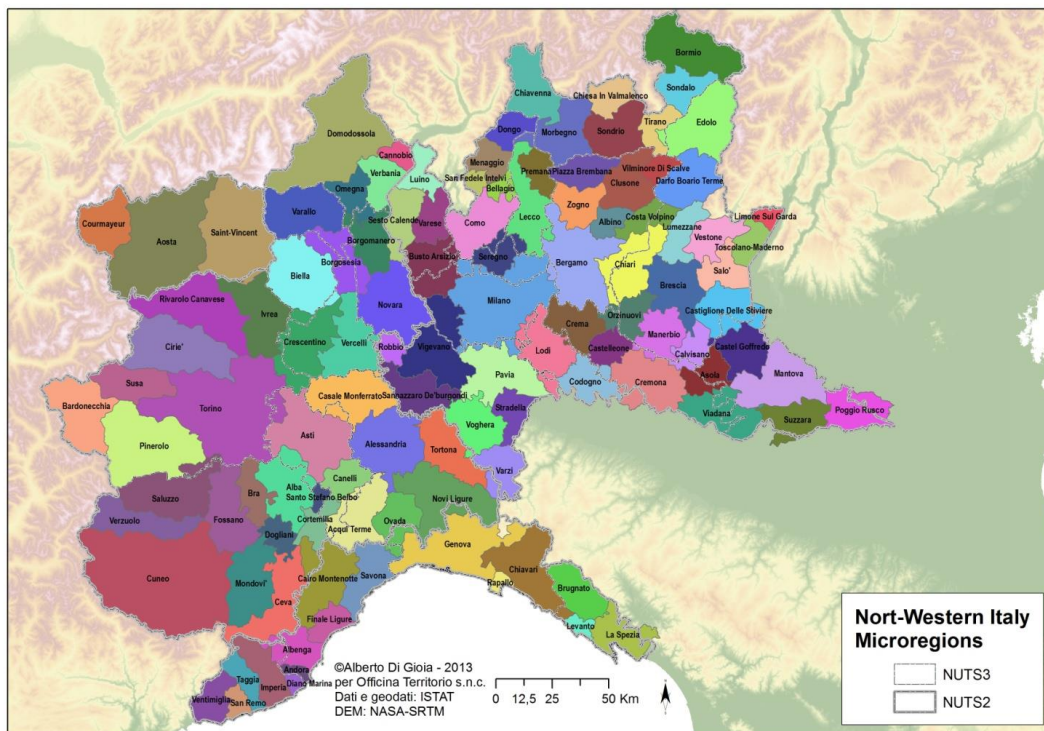 Bormio
Sondalo
Chiavenna
Chiesa In Valmalenco
Tirano
Edolo
Domodossola
Dongo
Morbegno
Sondrio
Cannobio
Menaggio
Premana
Piazza Brembana
Vilminore Di Scalve
Verbania
Luino
San Fedele Intelvi
Bellagio
Clusone
Darfo Boario Terme
Omegna
Courmayeur
Aosta
Saint-Vincent
Varallo
Sesto Calende
Varese
Como
Lecco
Zogno
Albino
Costa Volpino
Lumezzane
Limone Sul Garda
Vestone
Toscolano-Maderno
Borgomanero
Borgosesia
Busto Arsizio
Seregno
Bergamo
Chiari
Salo'
Biella
Brescia
Rivarolo Canavese
Ivrea
Novara
Milano
Orzinuovi
Castiglione Delle Stiviere
Crescentino
Vercelli
Robbio
Vigevano
Crema
Manerbio
Cirie'
Lodi
Castelleone
Calvisano
Castel Goffredo
Susa
Pavia
Codogno
Cremona
Asola
Mantova
Bardonecchia
Torino
Casale Monferrato
Sannazzaro De'burgondi
Stradella
Viadana
Suzzara
Poggio Rusco
Pinerolo
Asti
Alessandria
Voghera
Tortona
Varzi
Saluzzo
Bra
Alba
Canelli
Santo Stefano Belbo
Novi Ligure
Verzuolo
Fossano
Cortemilia
Acqui Terme
Ovada
Dogliani
Genova
Cuneo
Mondovi'
Cairo Montenotte
Savona
Chiavari
Rapallo
Brugnato
Ceva
Finale Ligure
Levanto
La Spezia
Albenga
Andora
Diano Marina
Taggia
Imperia
Ventimiglia
San Remo
©Alberto Di Gioia - 2013
per Officina Territorio s.n.c.
Dati e geodati: ISTAT
DEM: NASA-SRTM
0 12,5 25 50 Km
Nort-Western Italy
Microregions
NUTS3
NUTS2